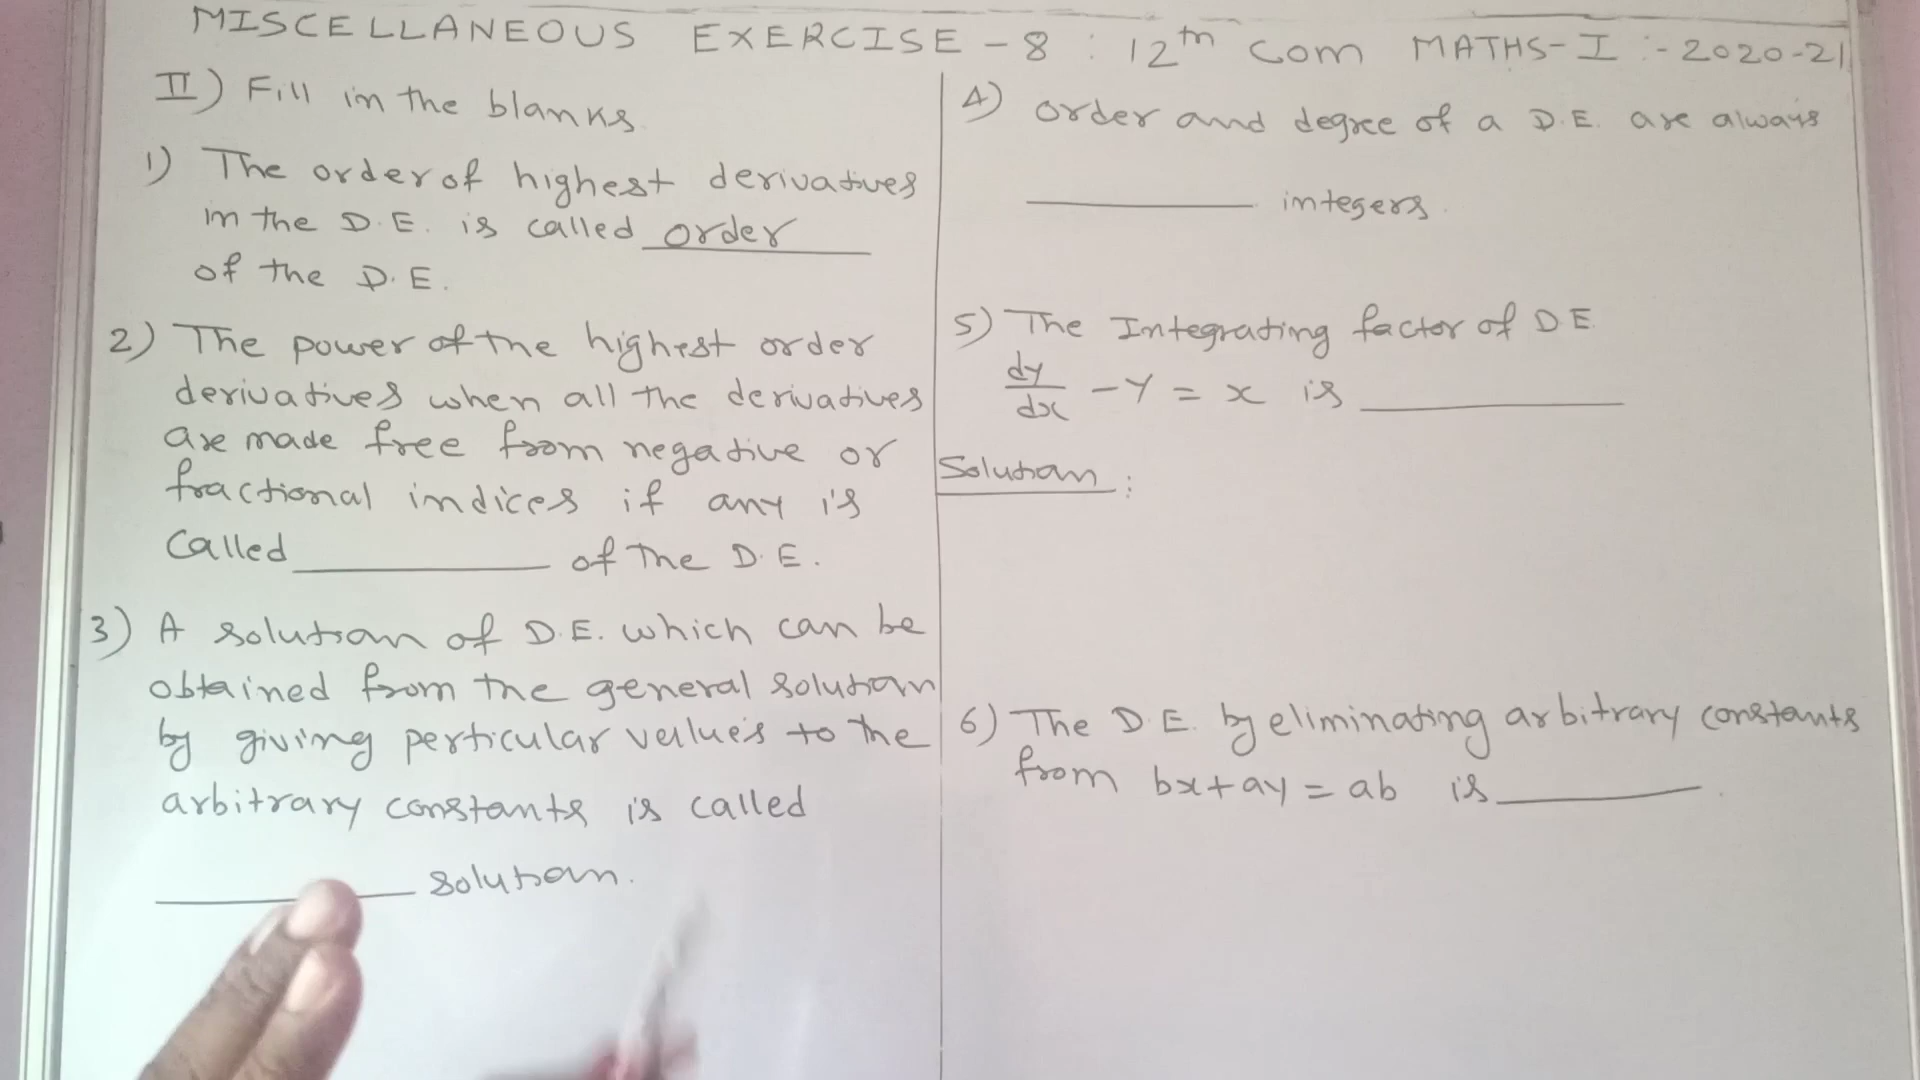 MISCELLANEOUS EXERCISE - 8 : 12th com MATHS-I :- 2020-21
II) Fill in the blanks
1) The order of highest derivatives
in the D.E. is called order
of the D.E.
2) The power of the highest order
derivatives when all the derivatives
are made free from negative or
fractional indices if any is
called __________ of the D.E.
3) A solution of D.E. which can be
obtained from the general solution
by giving perticular values to the
arbitrary constants is called
__________ solution.
4) order and degree of a D.E. are always
__________ integers.
5) The Integrating factor of D E.
dy/dx - y = x is __________
Solution :
6) The D.E. by eliminating arbitrary constants
from bx + ay = ab is __________.